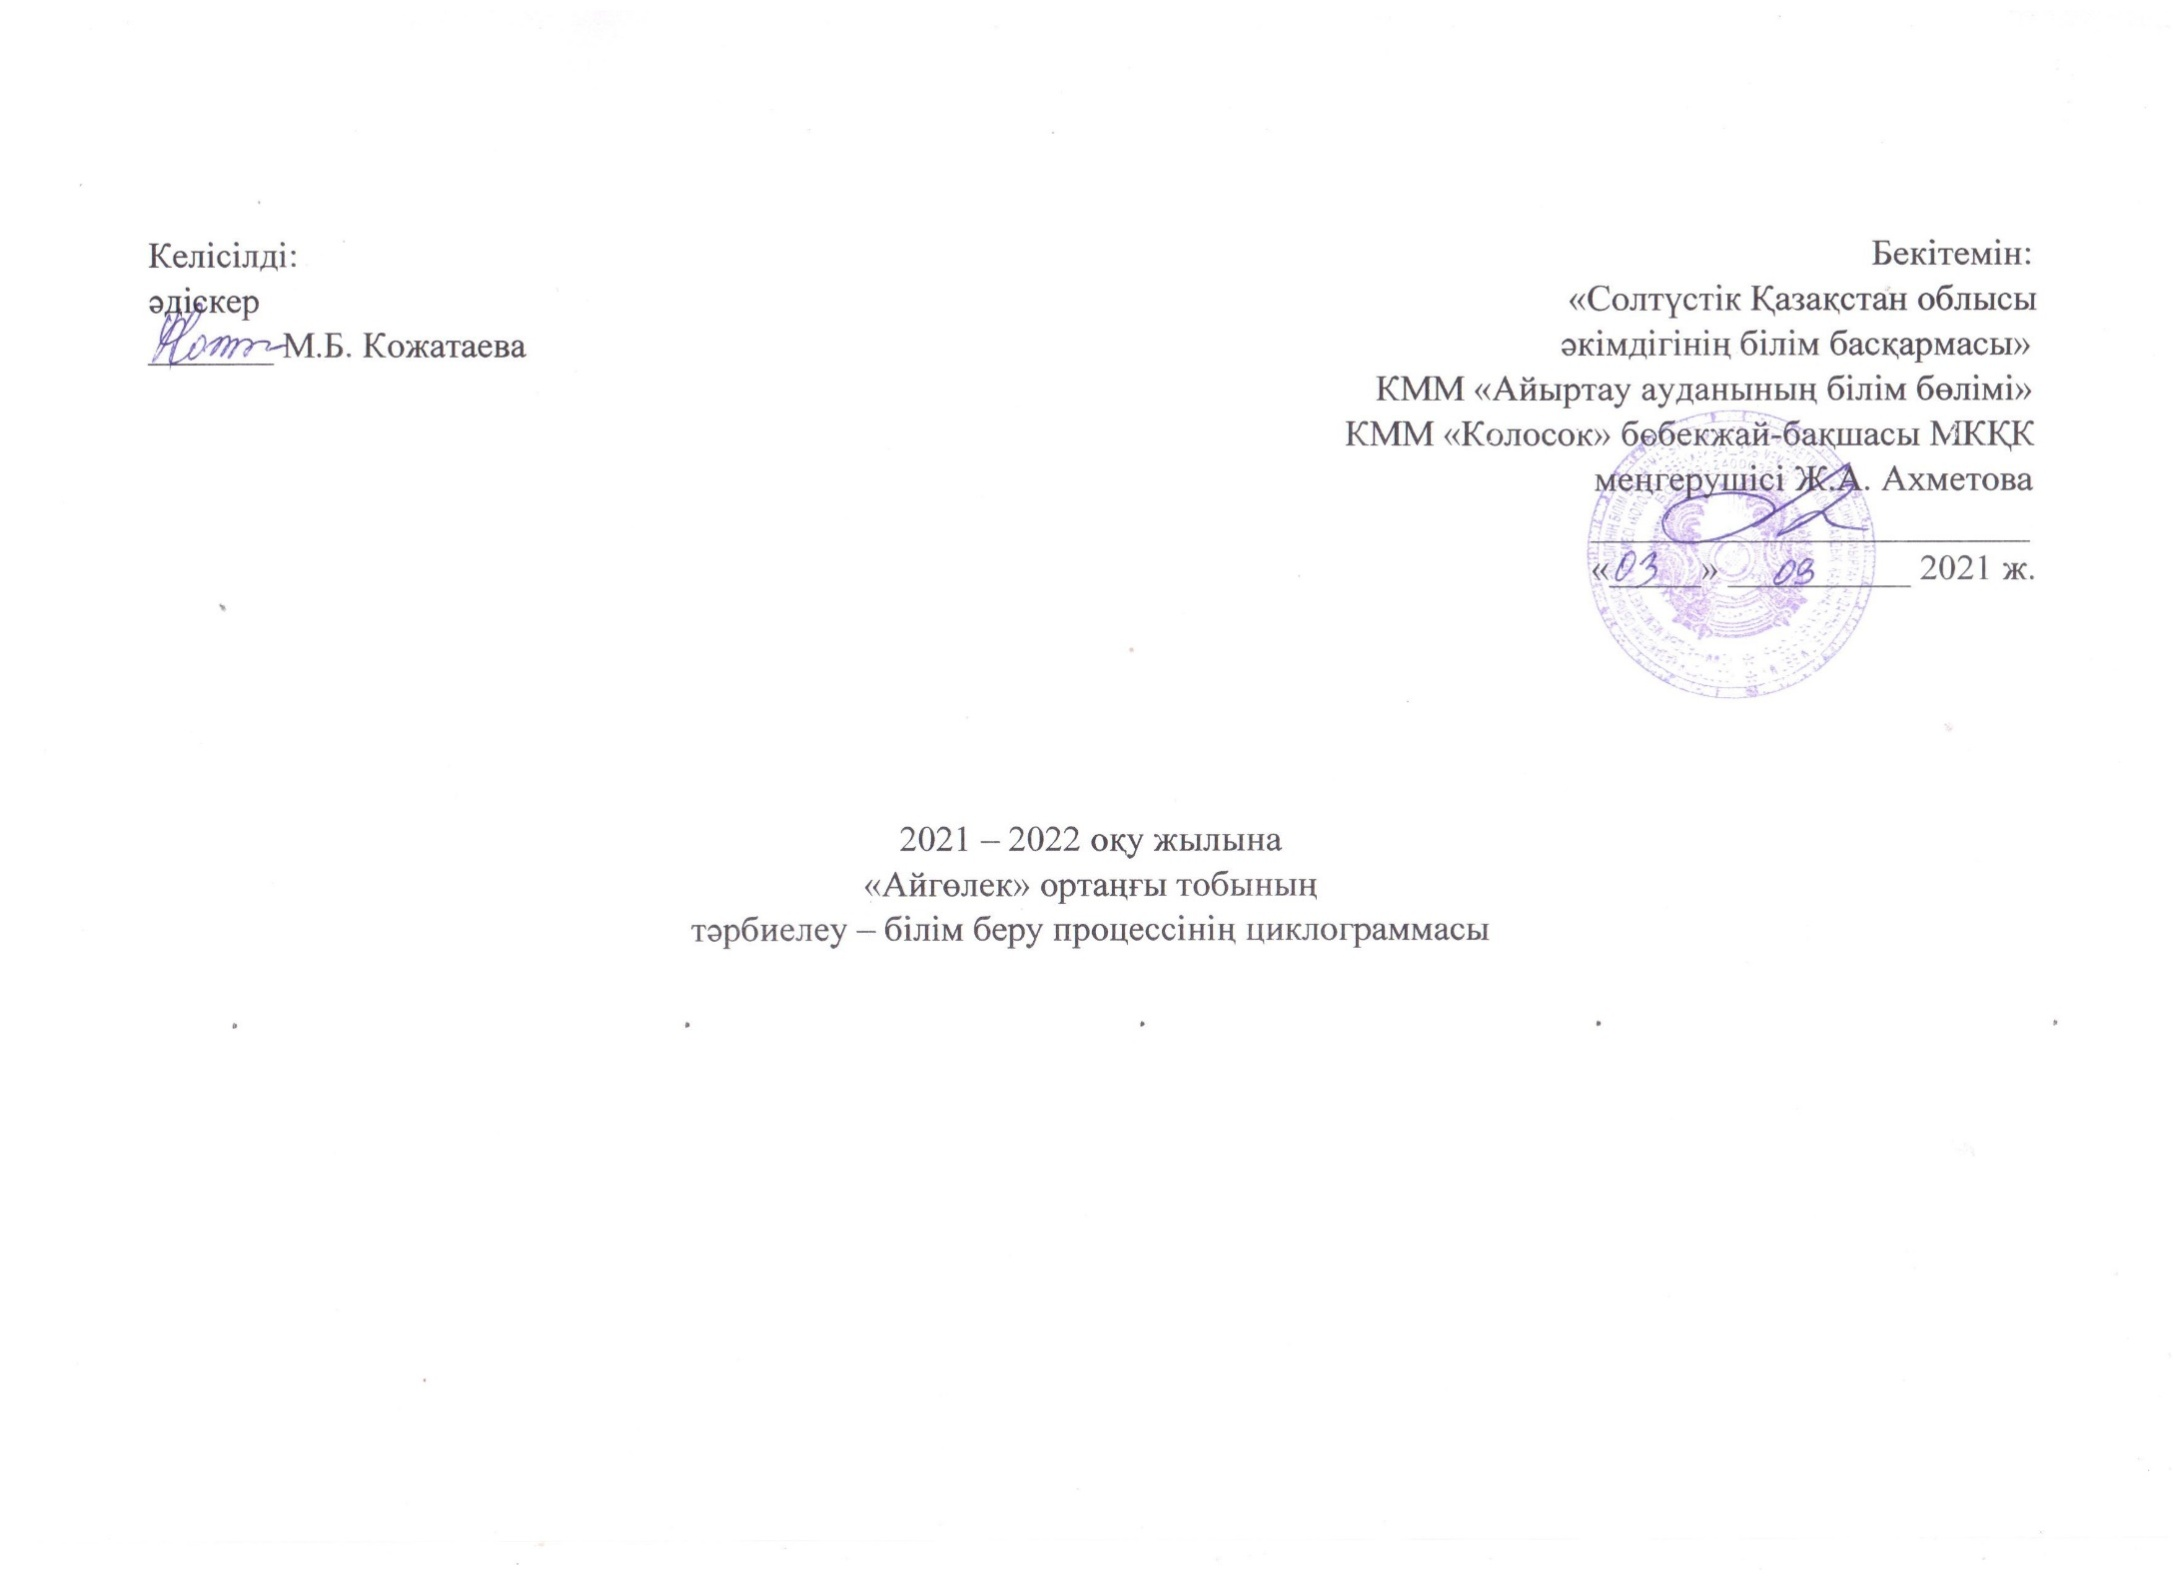 Келісілді:
әдіскер
М.Б. Кожатаева
Бекітемін:
«Солтүстік Қазақстан облысы
әкімдігінің білім басқармасы»
КММ «Айыртау ауданының білім бөлімі»
КММ «Колосок» бөбекжай-бақшасы МКҚК
меңгерушісі Ж.А. Ахметова
«03» 09 2021 ж.
2021 – 2022 оқу жылына
«Айгөлек» ортаңғы тобының
тәрбиелеу – білім беру процессінің циклограммасы